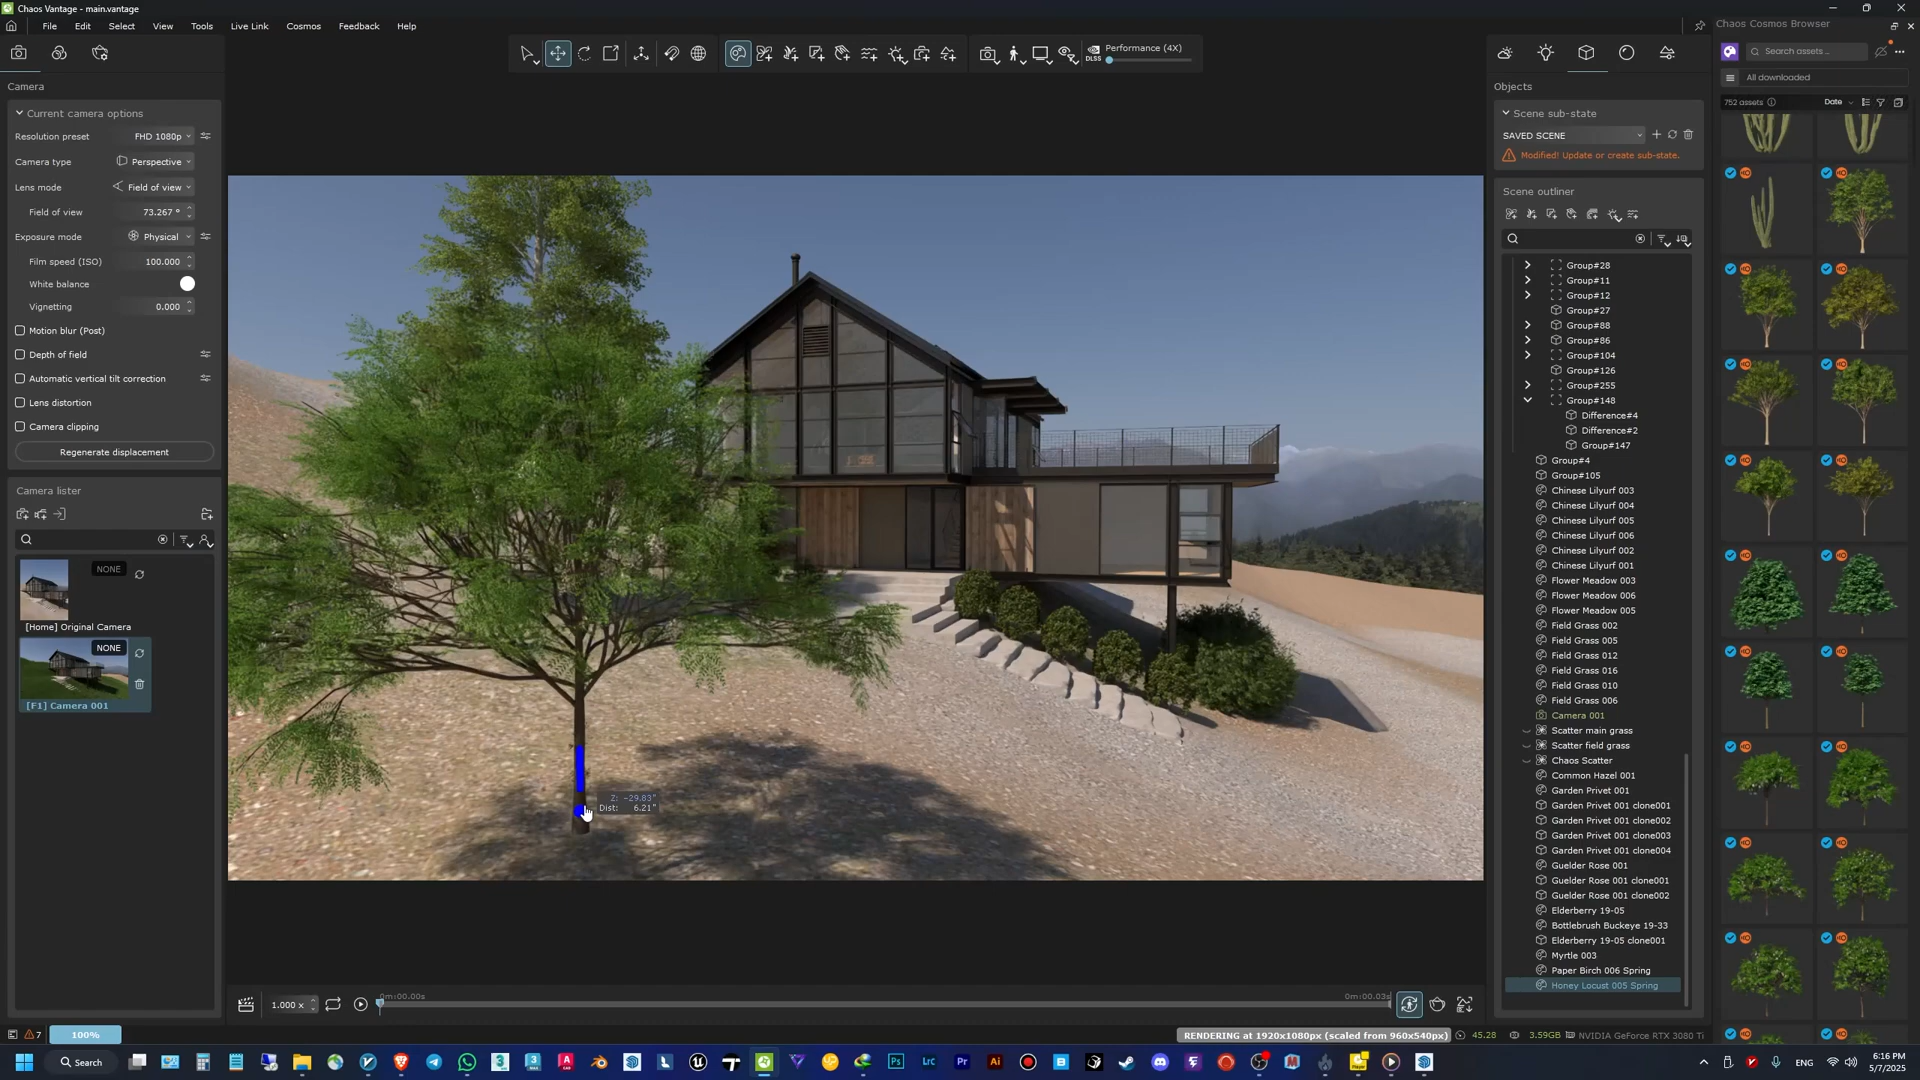 Chaos Vantage - main.vantage
File Edit Select View Tools Live Link Cosmos Feedback Help
Chaos Cosmos Browser
Performance (4X)
DLSS
Search assets ...
All downloaded
752 assets
Date
Camera
Current camera options
Resolution preset FHD 1080p
Camera type Perspective
Lens mode Field of view
Field of view 73.267 °
Exposure mode Physical
Film speed (ISO) 100.000
White balance
Vignetting 0.000
Motion blur (Post)
Depth of field
Automatic vertical tilt correction
Lens distortion
Camera clipping
Regenerate displacement
Camera lister
NONE
[Home] Original Camera
NONE
[F1] Camera 001
Z: -29.83"
Dist: 6.21"
Objects
Scene sub-state
SAVED SCENE
Modified! Update or create sub-state.
Scene outliner
Group#28
Group#11
Group#12
Group#27
Group#88
Group#86
Group#104
Group#126
Group#255
Group#148
Difference#4
Difference#2
Group#147
Group#4
Group#105
Chinese Lilyurf 003
Chinese Lilyurf 004
Chinese Lilyurf 005
Chinese Lilyurf 006
Chinese Lilyurf 002
Chinese Lilyurf 001
Flower Meadow 003
Flower Meadow 006
Flower Meadow 005
Field Grass 002
Field Grass 005
Field Grass 012
Field Grass 016
Field Grass 010
Field Grass 006
Camera 001
Scatter main grass
Scatter field grass
Chaos Scatter
Common Hazel 001
Garden Privet 001
Garden Privet 001 clone001
Garden Privet 001 clone002
Garden Privet 001 clone003
Garden Privet 001 clone004
Guelder Rose 001
Guelder Rose 001 clone001
Guelder Rose 001 clone002
Elderberry 19-05
Bottlebrush Buckeye 19-33
Elderberry 19-05 clone001
Myrtle 003
Paper Birch 006 Spring
Honey Locust 005 Spring
1.000 x
0m:00.00s
0m:00.03s
7
100%
RENDERING at 1920x1080px (scaled from 960x540px)
45.28
3.59GB
NVIDIA GeForce RTX 3080 Ti
Search
ENG
6:16 PM
5/7/2025